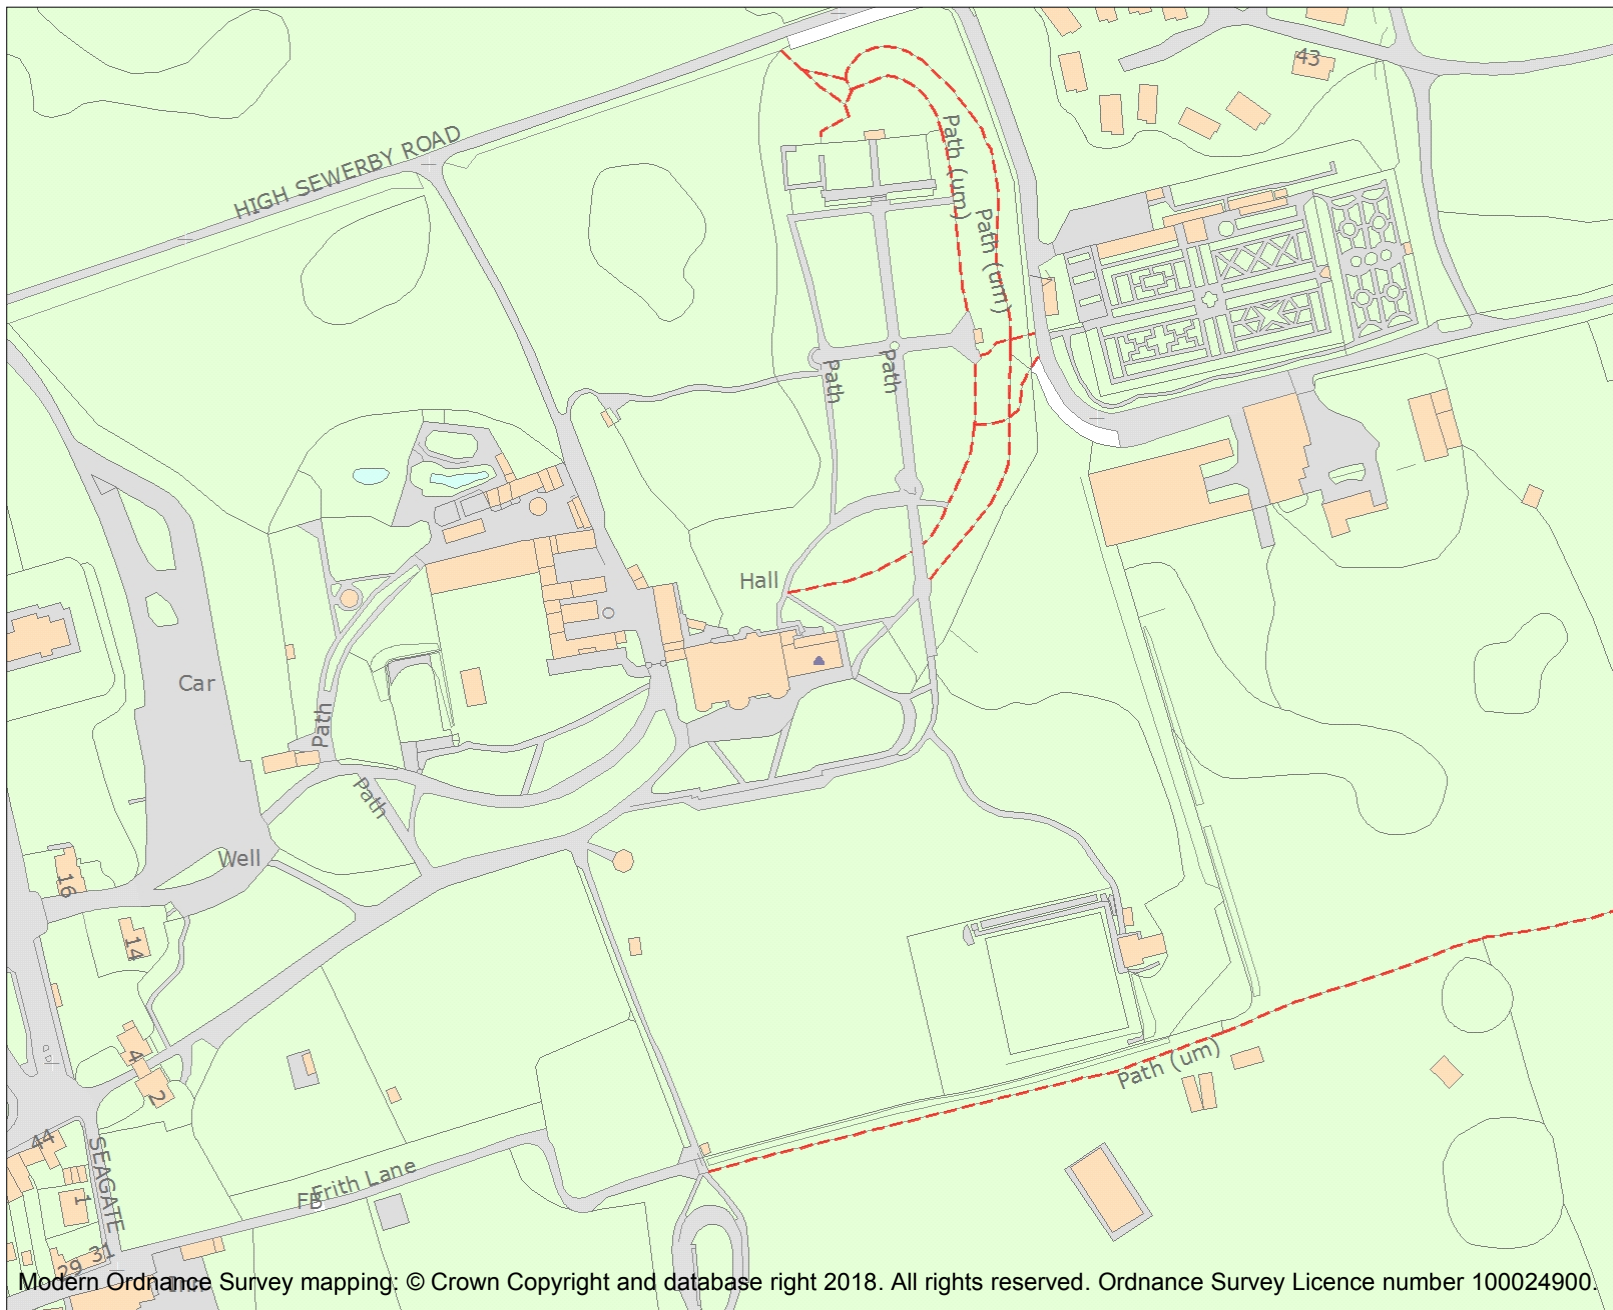 43
HIGH SEWERBY ROAD
Path (um)
Path (um)
Path
Path
Hall
Car
Path
Path
Well
16
14
4
2
Path (um)
44
SEAGATE
1
Frith Lane
FB
31
29
Inn
Modern Ordnance Survey mapping: © Crown Copyright and database right 2018. All rights reserved. Ordnance Survey Licence number 100024900.